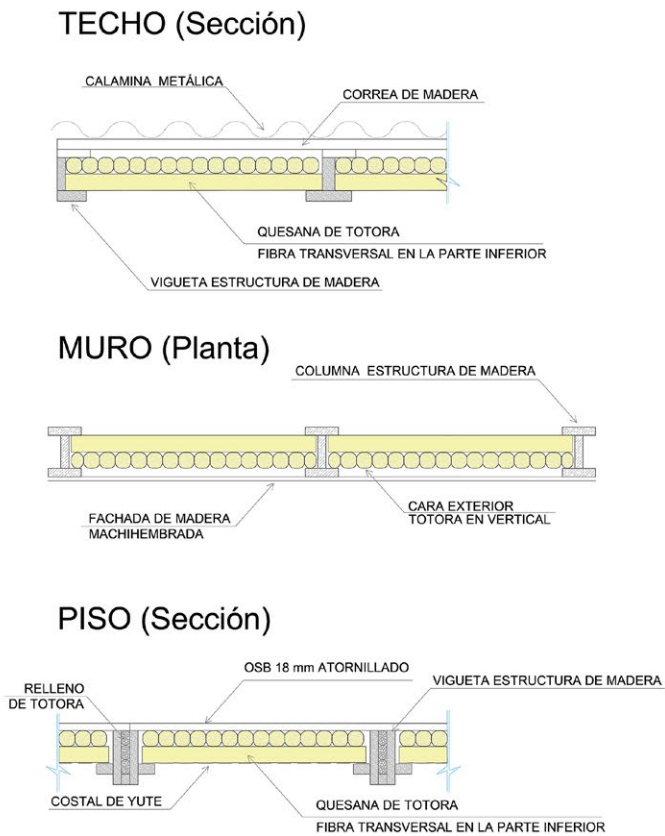 TECHO (Sección)
CALAMINA METÁLICA
CORREA DE MADERA
QUESANA DE TOTORA
FIBRA TRANSVERSAL EN LA PARTE INFERIOR
VIGUETA ESTRUCTURA DE MADERA
MURO (Planta)
COLUMNA ESTRUCTURA DE MADERA
FACHADA DE MADERA
MACHIHEMBRADA
CARA EXTERIOR
TOTORA EN VERTICAL
PISO (Sección)
OSB 18 mm ATORNILLADO
RELLENO
DE TOTORA
VIGUETA ESTRUCTURA DE MADERA
COSTAL DE YUTE
QUESANA DE TOTORA
FIBRA TRANSVERSAL EN LA PARTE INFERIOR